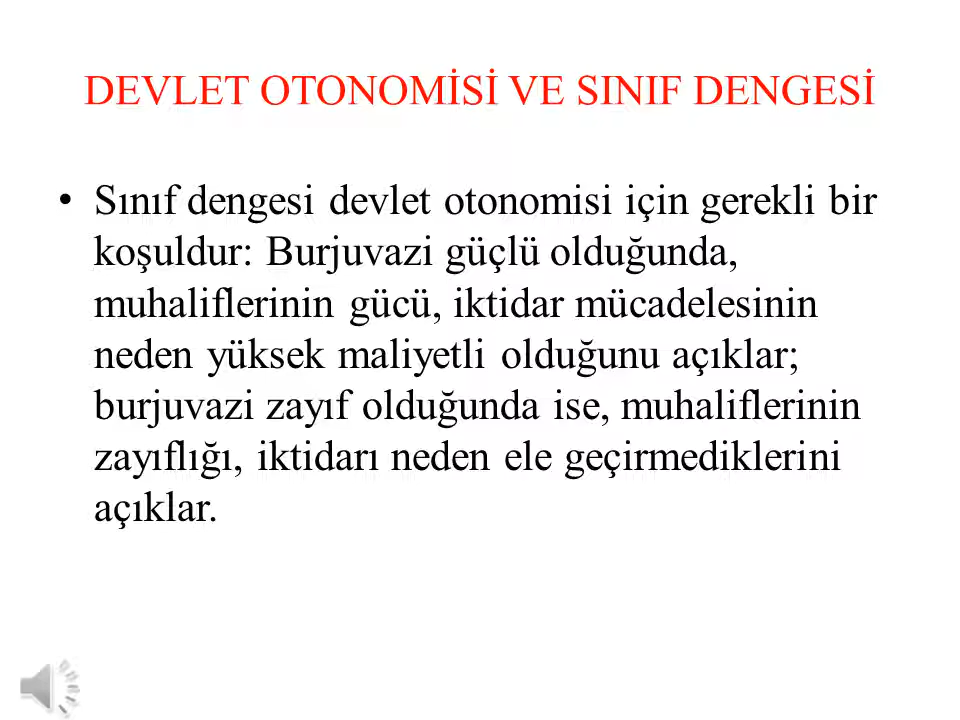 DEVLET OTONOMİSİ VE SINIF DENGESİ
• Sınıf dengesi devlet otonomisi için gerekli bir
koşuldur: Burjuvazi güçlü olduğunda,
muhaliflerinin gücü, iktidar mücadelesinin
neden yüksek maliyetli olduğunu açıklar;
burjuvazi zayıf olduğunda ise, muhaliflerinin
zayıflığı, iktidarı neden ele geçirmediklerini
açıklar.